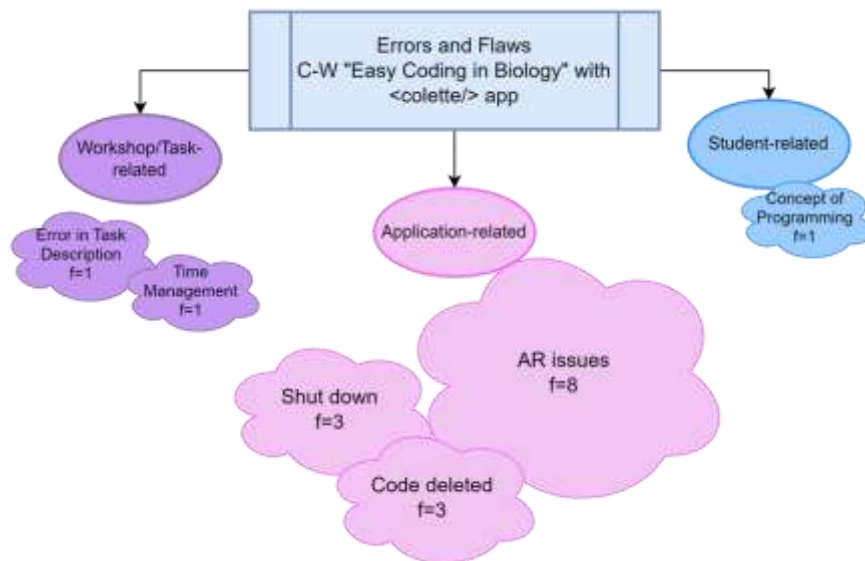 Errors and Flaws
C-W "Easy Coding in Biology" with
<colette/> app
Workshop/Task-
related
Student-related
Application-related
Concept of
Programming
f=1
Error in Task
Description
f=1
Time
Management
f=1
AR issues
f=8
Shut down
f=3
Code deleted
f=3